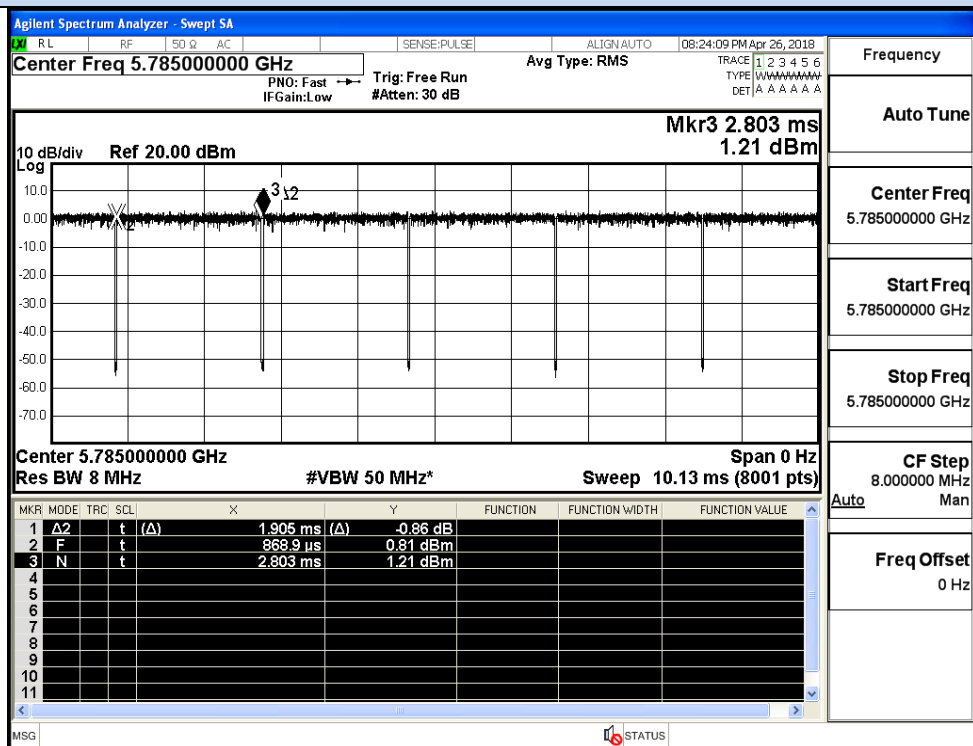 Agilent Spectrum Analyzer - Swept SA
LXI RL RF 50 Ω AC SENSE:PULSE ALIGN AUTO 08:24:09 PM Apr 26, 2018
Center Freq 5.785000000 GHz
PNO: Fast
IFGain:Low
Trig: Free Run
#Atten: 30 dB
Avg Type: RMS
TRACE 1 2 3 4 5 6
TYPE WWWWWW
DET A A A A A A
Mkr3 2.803 ms
1.21 dBm
10 dB/div Ref 20.00 dBm
Log
10.0
0.00
-10.0
-20.0
-30.0
-40.0
-50.0
-60.0
-70.0
3 Δ2
2
Center 5.785000000 GHz Span 0 Hz
Res BW 8 MHz #VBW 50 MHz* Sweep 10.13 ms (8001 pts)
MKR MODE TRC SCL X Y FUNCTION FUNCTION WIDTH FUNCTION VALUE
1 Δ2 t (Δ) 1.905 ms (Δ) -0.86 dB
2 F t 868.9 µs 0.81 dBm
3 N t 2.803 ms 1.21 dBm
4
5
6
7
8
9
10
11
MSG STATUS
Frequency
Auto Tune
Center Freq
5.785000000 GHz
Start Freq
5.785000000 GHz
Stop Freq
5.785000000 GHz
CF Step
8.000000 MHz
Auto Man
Freq Offset
0 Hz